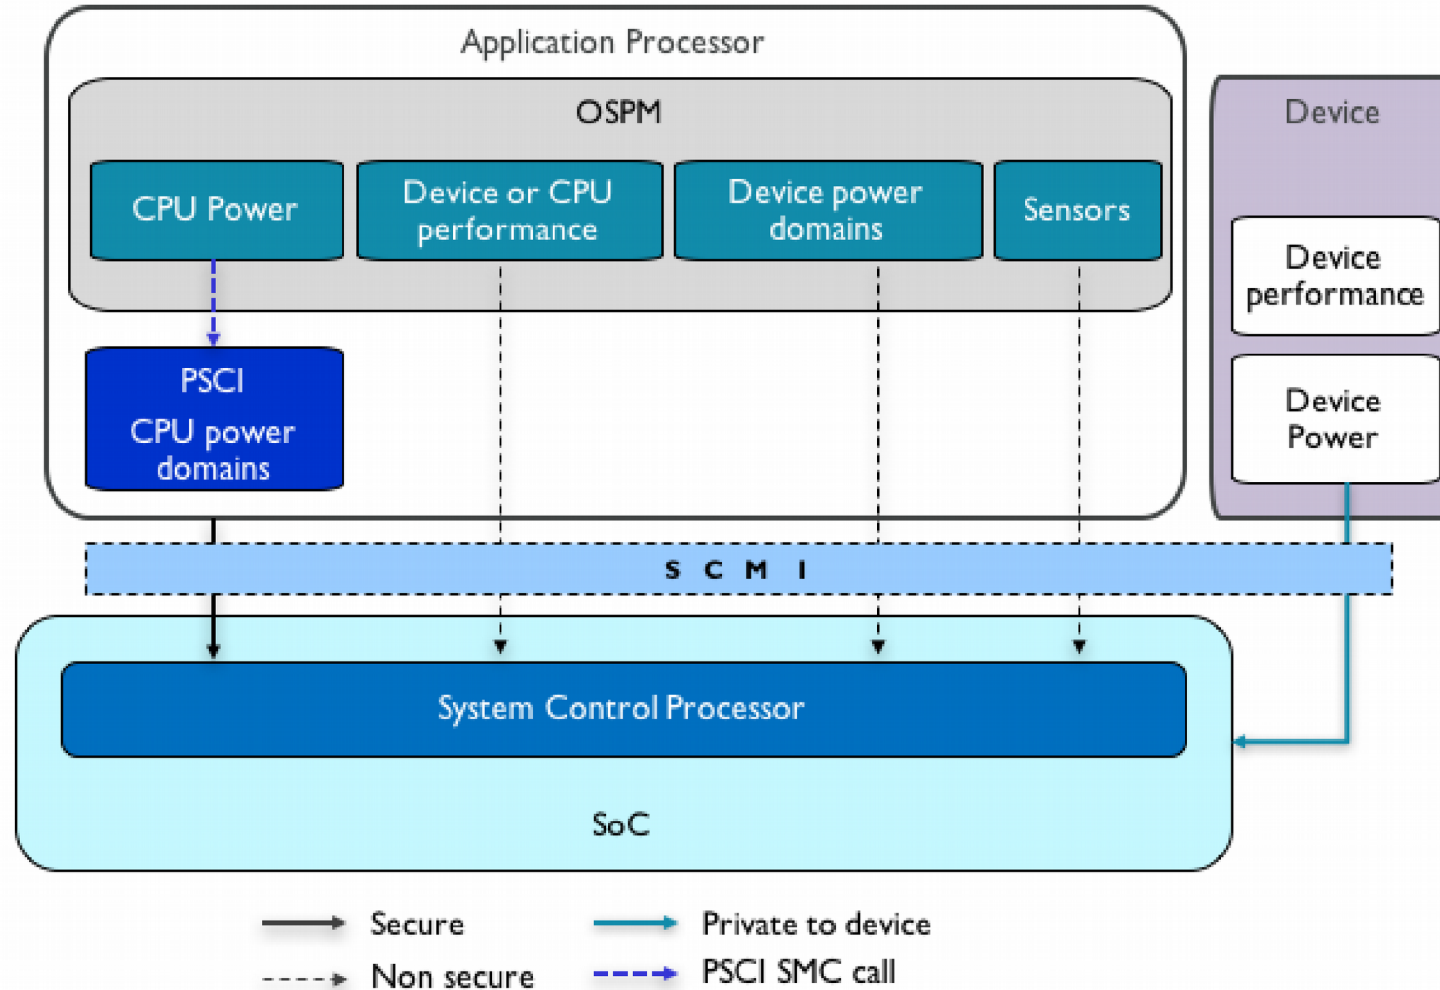 Application Processor
OSPM
Device
CPU Power
Device or CPU
performance
Device power
domains
Sensors
Device
performance
PSCI
CPU power
domains
Device
Power
S C M I
System Control Processor
SoC
Secure
Private to device
Non secure
PSCI SMC call